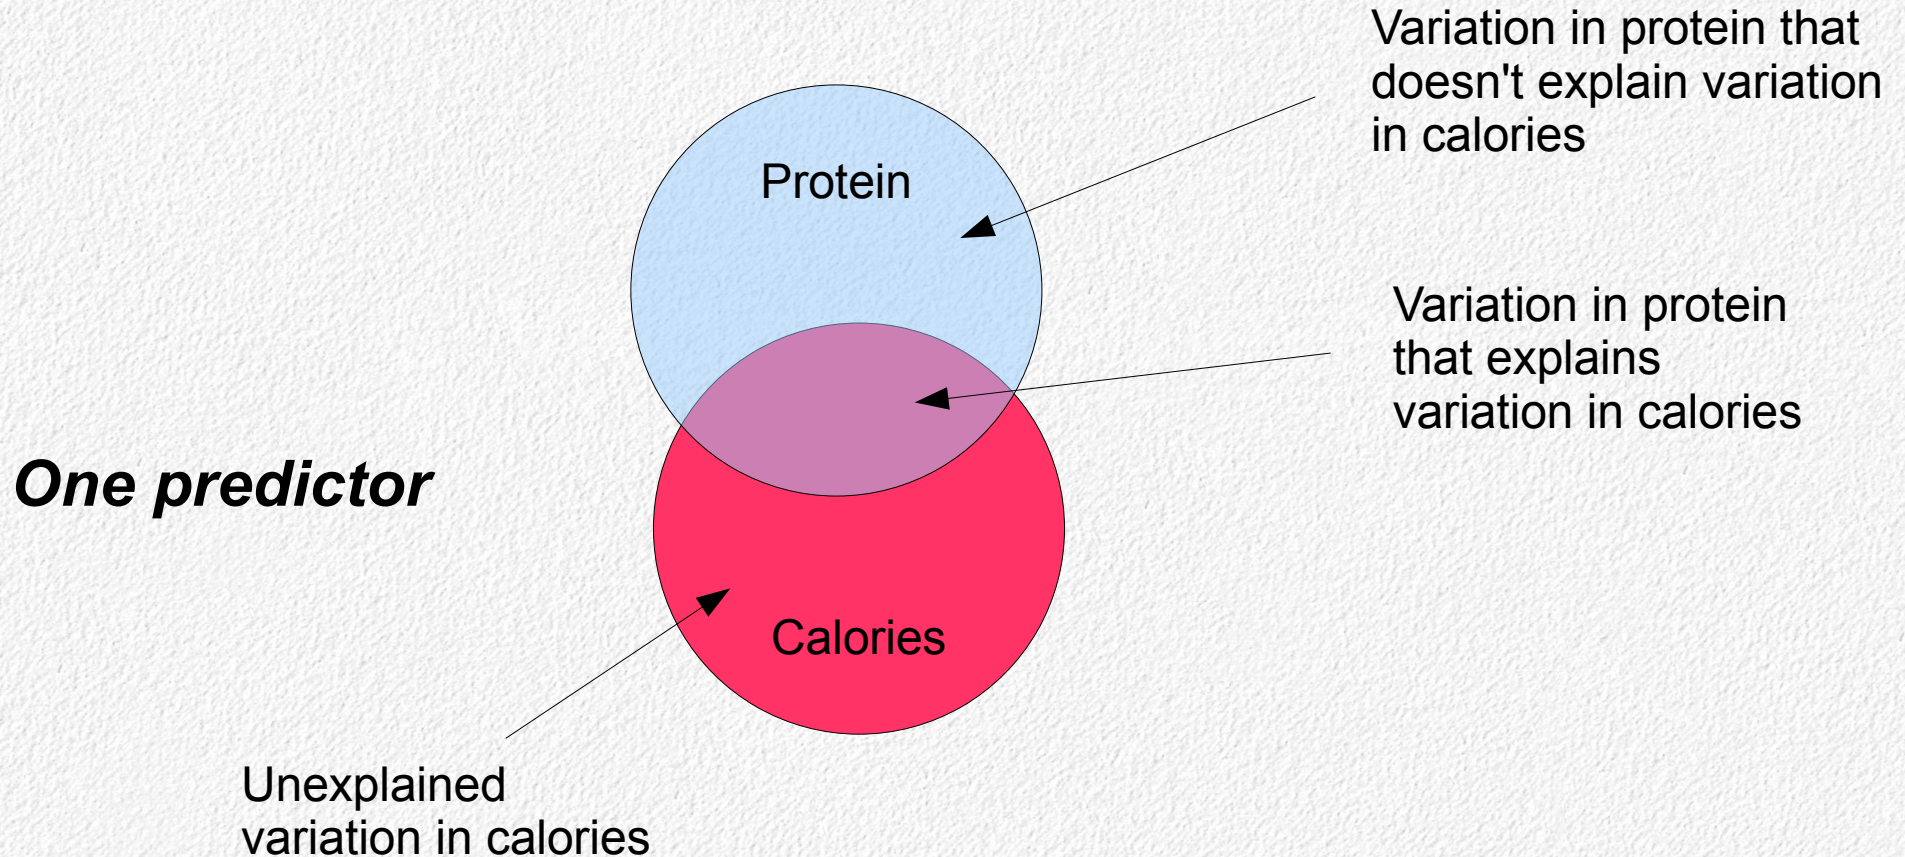 Variation in protein that
doesn't explain variation
in calories
Protein
Variation in protein
that explains
variation in calories
One predictor
Calories
Unexplained
variation in calories